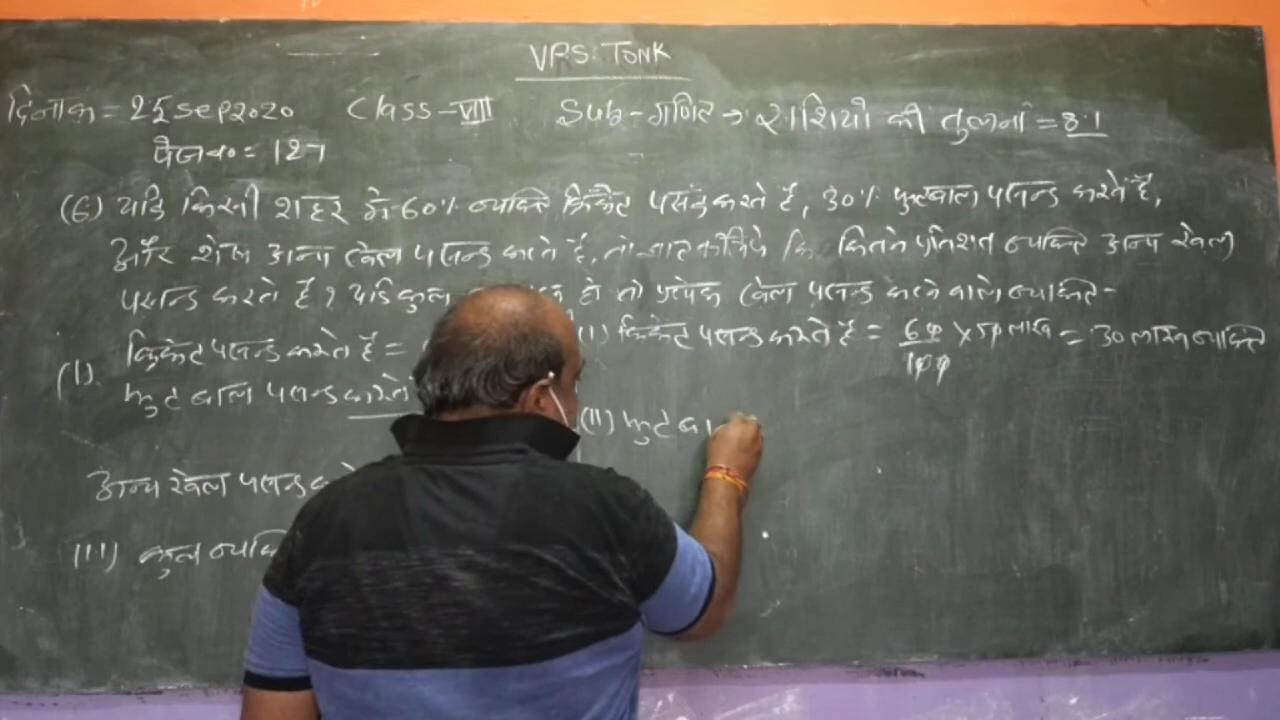 VPS TONK
दिनांक = 25 Sep 2020 Class - VIII Sub - गणित → राशियों की तुलना = 8.1
पेज न० = 127
(6) यदि किसी शहर में 60% व्यक्ति क्रिकेट पसंद करते हैं, 30% फुटबाल पसन्द करते हैं,
और शेष अन्य खेल पसन्द करते हैं, तो ज्ञात कीजिये कि कितने प्रतिशत व्यक्ति अन्य खेल
पसन्द करते हैं ? यदि कुल हो तो प्रत्येक खेल पसन्द करने वाले व्यक्ति -
(I) क्रिकेट पसन्द करते हैं = (I) क्रिकेट पसन्द करते हैं = 60/100 × 50 लाख = 30 लाख व्यक्ति
फुटबाल पसन्द करते (II) फुटबा
अन्य खेल पसन्द क
(II) कुल व्यक्ति